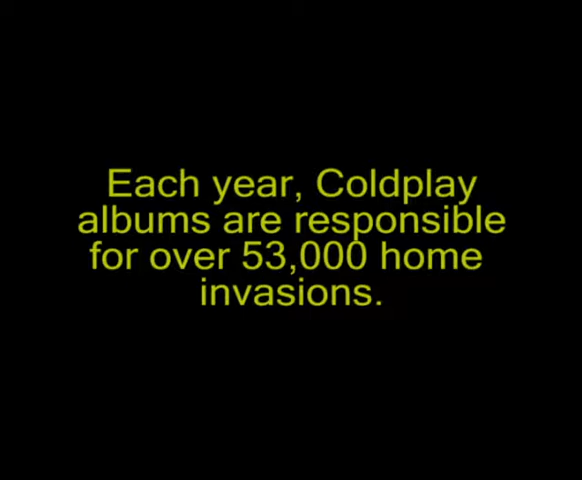 Each year, Coldplay
albums are responsible
for over 53,000 home
invasions.